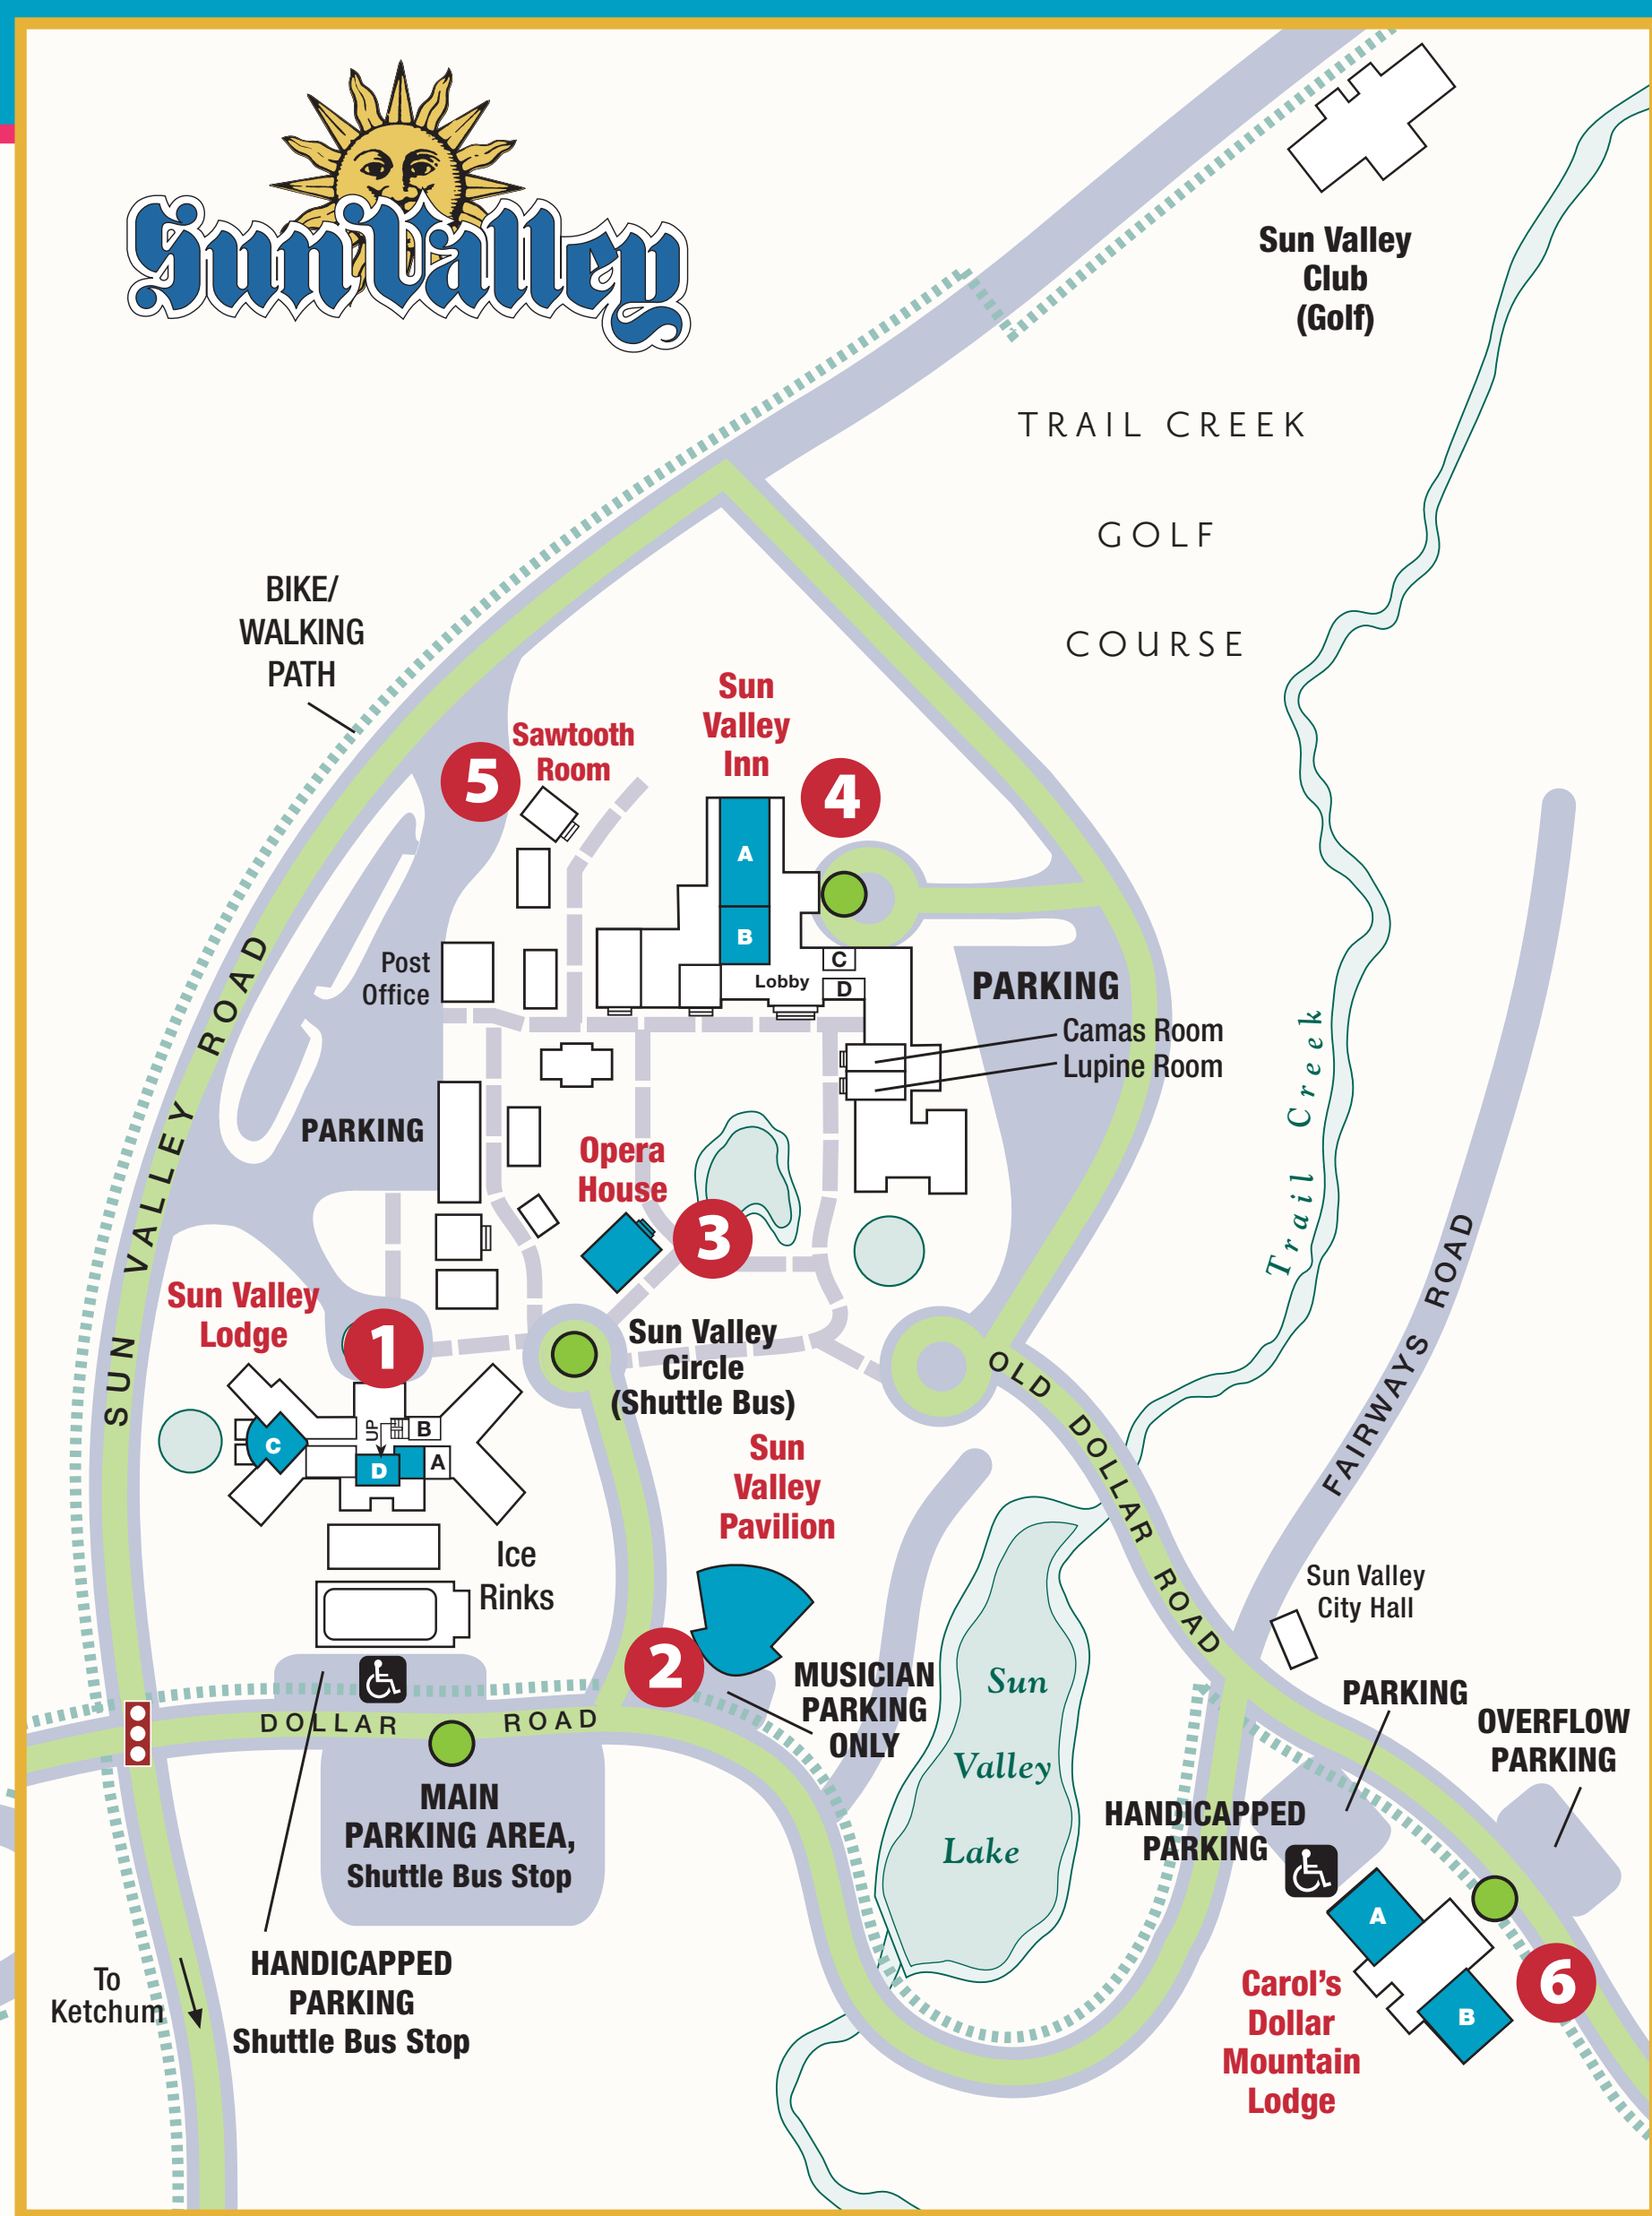 Sun Valley
Sun Valley
Club
(Golf)
TRAIL CREEK
GOLF
COURSE
BIKE/
WALKING
PATH
Sun
Valley
Inn
4
Sawtooth
Room
5
A
B
C
D
Lobby
Post
Office
PARKING
Camas Room
Lupine Room
PARKING
Opera
House
3
SUN VALLEY ROAD
Trail Creek
FAIRWAYS ROAD
Sun Valley
Lodge
1
Sun Valley
Circle
(Shuttle Bus)
OLD DOLLAR ROAD
UP
B
C
D
A
Sun
Valley
Pavilion
2
Ice
Rinks
Sun Valley
City Hall
MUSICIAN
PARKING
ONLY
Sun
Valley
Lake
DOLLAR ROAD
PARKING
OVERFLOW
PARKING
MAIN
PARKING AREA,
Shuttle Bus Stop
HANDICAPPED
PARKING
A
B
6
Carol's
Dollar
Mountain
Lodge
To
Ketchum
HANDICAPPED
PARKING
Shuttle Bus Stop